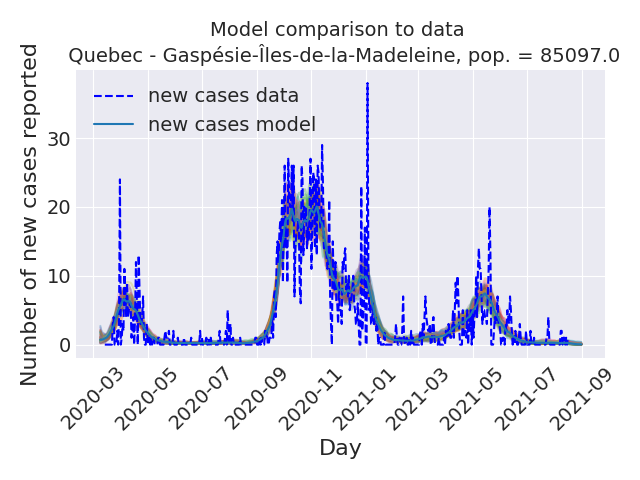 Model comparison to data
Quebec - Gaspésie-Îles-de-la-Madeleine, pop. = 85097.0
new cases data
new cases model
Number of new cases reported
30
20
10
0
2020-03
2020-05
2020-07
2020-09
2020-11
2021-01
2021-03
2021-05
2021-07
2021-09
Day